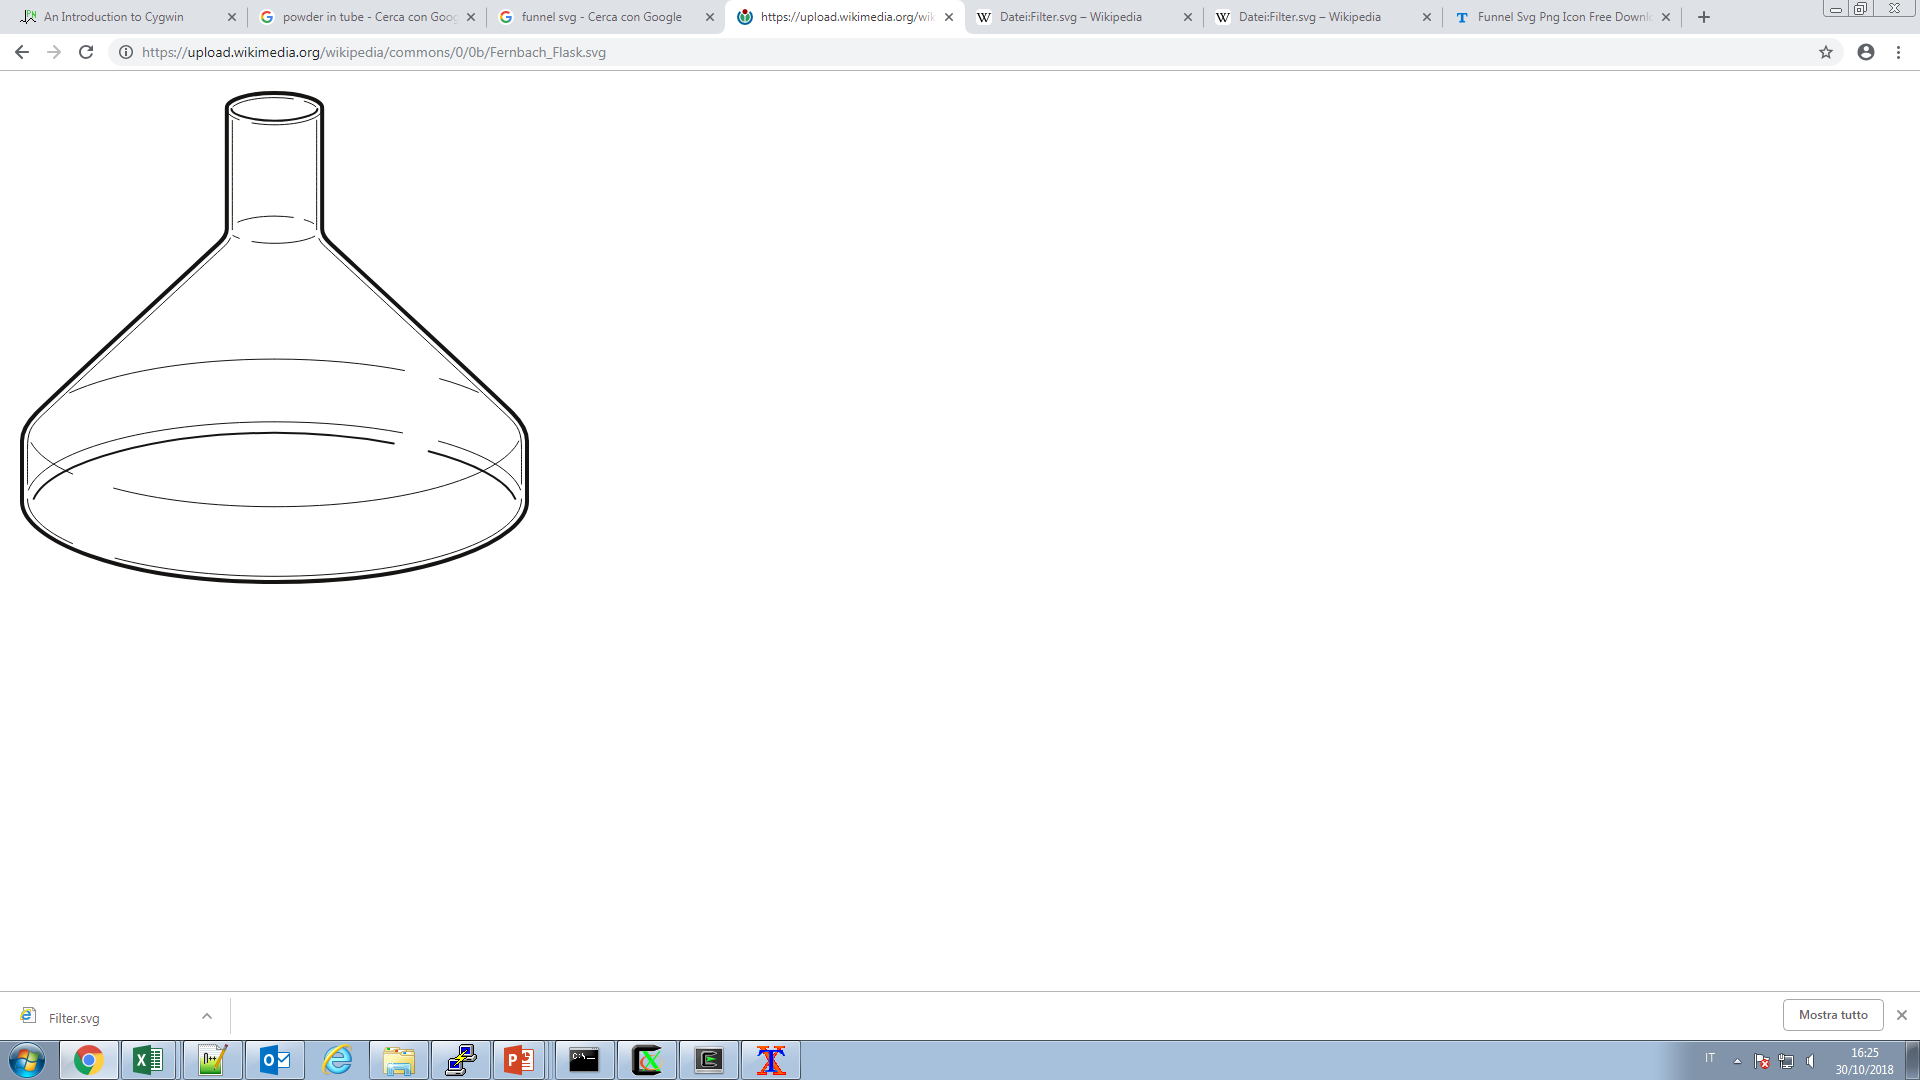 An Introduction to Cygwin
powder in tube - Cerca con Goog
funnel svg - Cerca con Google
https://upload.wikimedia.org/wik
Datei:Filter.svg – Wikipedia
Datei:Filter.svg – Wikipedia
Funnel Svg Png Icon Free Downlo
https://upload.wikimedia.org/wikipedia/commons/0/0b/Fernbach_Flask.svg
Filter.svg
Mostra tutto
IT
16:25
30/10/2018